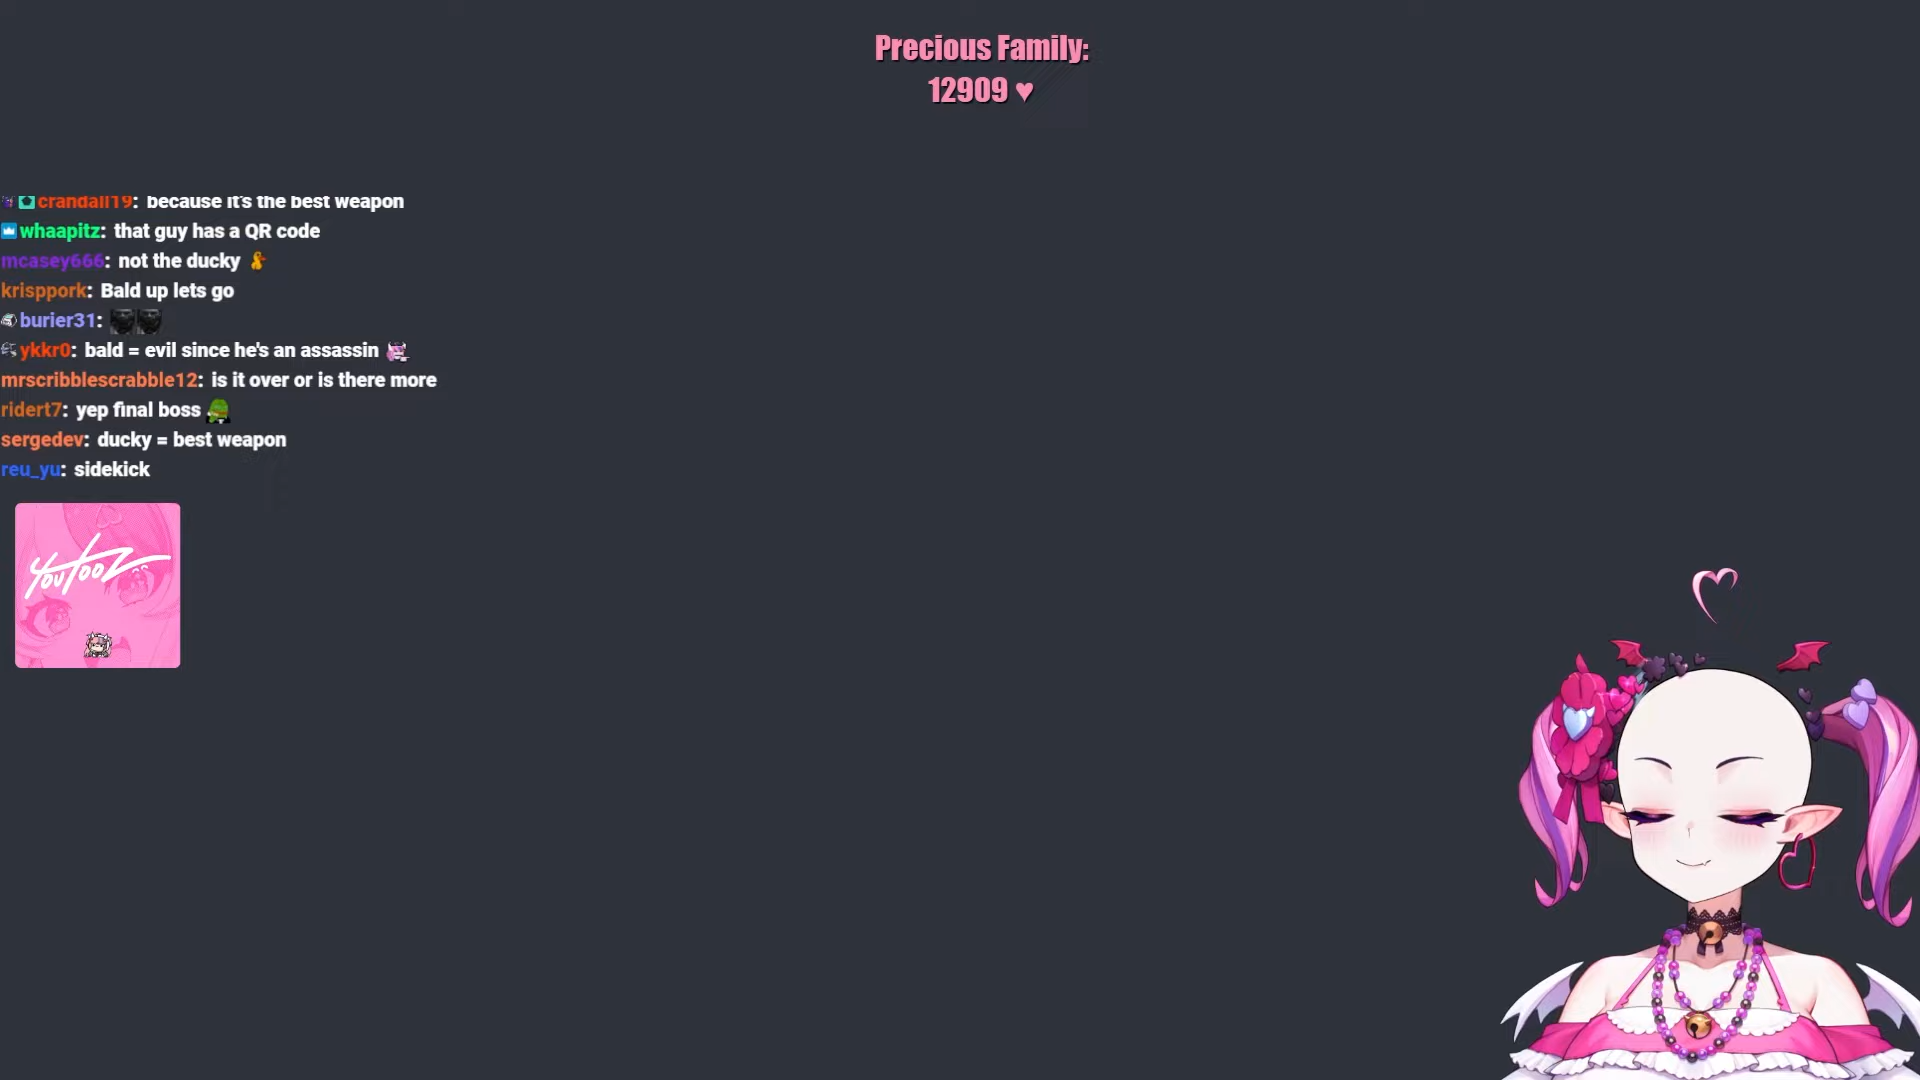 Precious Family:
12909 ♥
crandall19: because it's the best weapon
whaapitz: that guy has a QR code
mcasey666: not the ducky
krisppork: Bald up lets go
burier31:
ykkr0: bald = evil since he's an assassin
mrscribblescrabble12: is it over or is there more
ridert7: yep final boss
sergedev: ducky = best weapon
reu_yu: sidekick
YouTooz